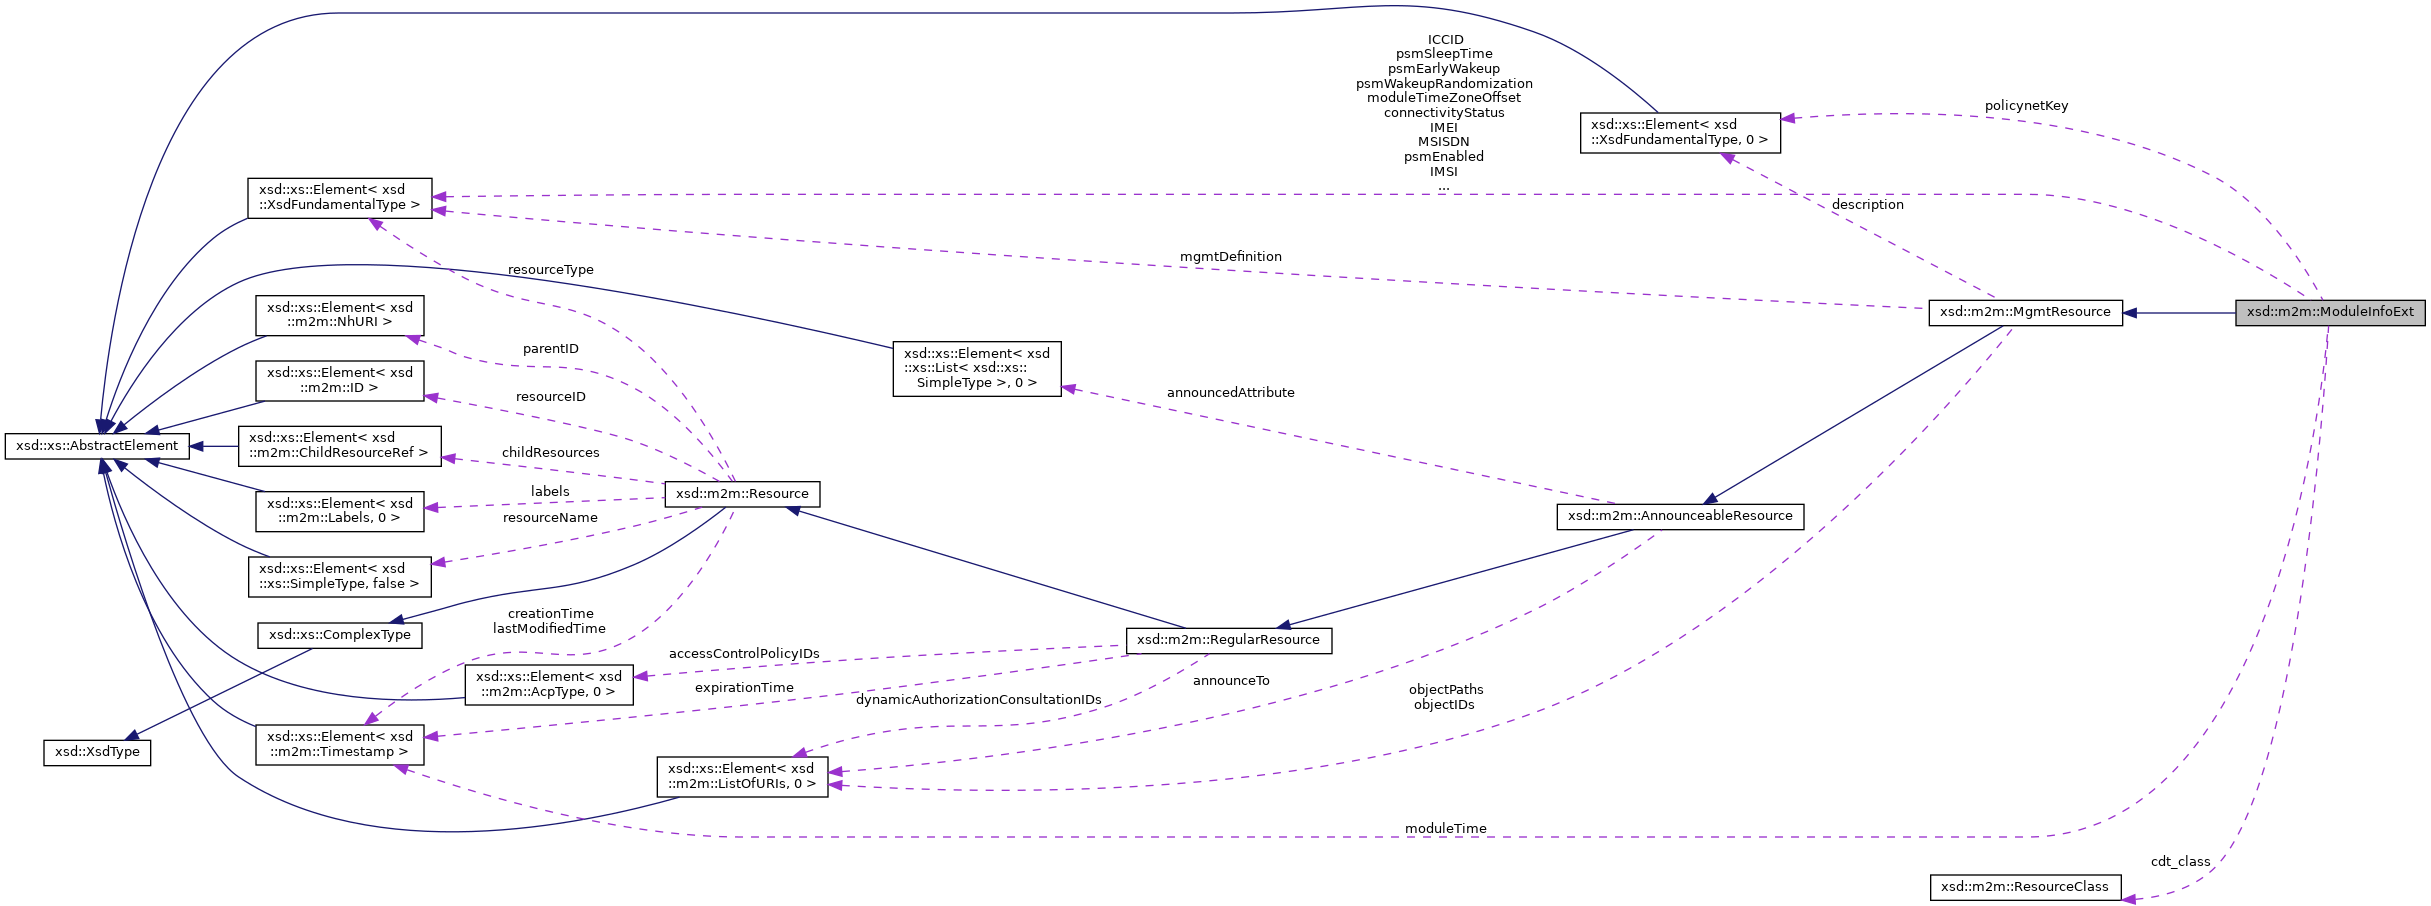 ICCID
psmSleepTime
psmEarlyWakeup
psmWakeupRandomization
moduleTimeZoneOffset
connectivityStatus
IMEI
MSISDN
psmEnabled
IMSI
...
policynetKey
xsd::xs::Element< xsd
::XsdFundamentalType, 0 >
xsd::xs::Element< xsd
::XsdFundamentalType >
description
mgmtDefinition
resourceType
xsd::xs::Element< xsd
::m2m::NhURI >
xsd::m2m::MgmtResource
xsd::m2m::ModuleInfoExt
parentID
xsd::xs::Element< xsd
::xs::List< xsd::xs::
SimpleType >, 0 >
xsd::xs::Element< xsd
::m2m::ID >
resourceID
announcedAttribute
xsd::xs::AbstractElement
xsd::xs::Element< xsd
::m2m::ChildResourceRef >
childResources
xsd::m2m::Resource
labels
xsd::xs::Element< xsd
::m2m::Labels, 0 >
resourceName
xsd::m2m::AnnounceableResource
xsd::xs::Element< xsd
::xs::SimpleType, false >
creationTime
lastModifiedTime
xsd::xs::ComplexType
xsd::m2m::RegularResource
accessControlPolicyIDs
xsd::xs::Element< xsd
::m2m::AcpType, 0 >
expirationTime
dynamicAuthorizationConsultationIDs
announceTo
objectPaths
objectIDs
xsd::XsdType
xsd::xs::Element< xsd
::m2m::Timestamp >
xsd::xs::Element< xsd
::m2m::ListOfURIs, 0 >
moduleTime
cdt_class
xsd::m2m::ResourceClass